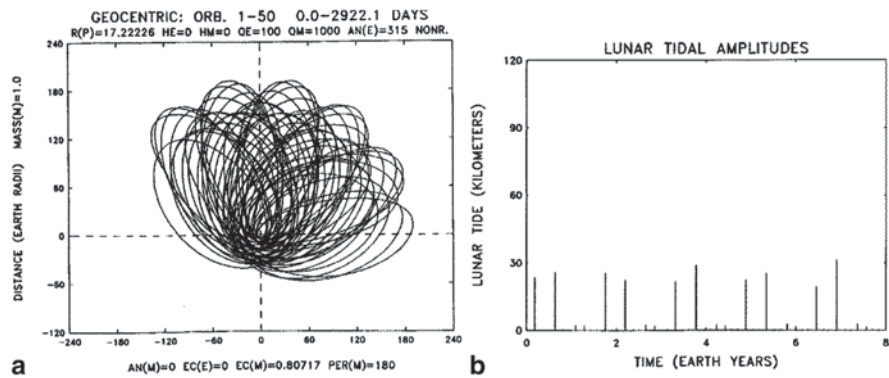 GEOCENTRIC: ORB. 1-50 0.0-2922.1 DAYS
R(P)=17.22226 HE=0 HM=0 QE=100 QM=1000 AN(E)=315 NONR.
240
180
120
60
0
-60
-120
DISTANCE (EARTH RADII) MASS(M)=1.0
-240 -180 -120 -60 0 60 120 180 240
AN(M)=0 EC(E)=0 EC(M)=0.80717 PER(M)=180
a
LUNAR TIDAL AMPLITUDES
120
90
60
30
0
LUNAR TIDE (KILOMETERS)
0 2 4 6 8
TIME (EARTH YEARS)
b